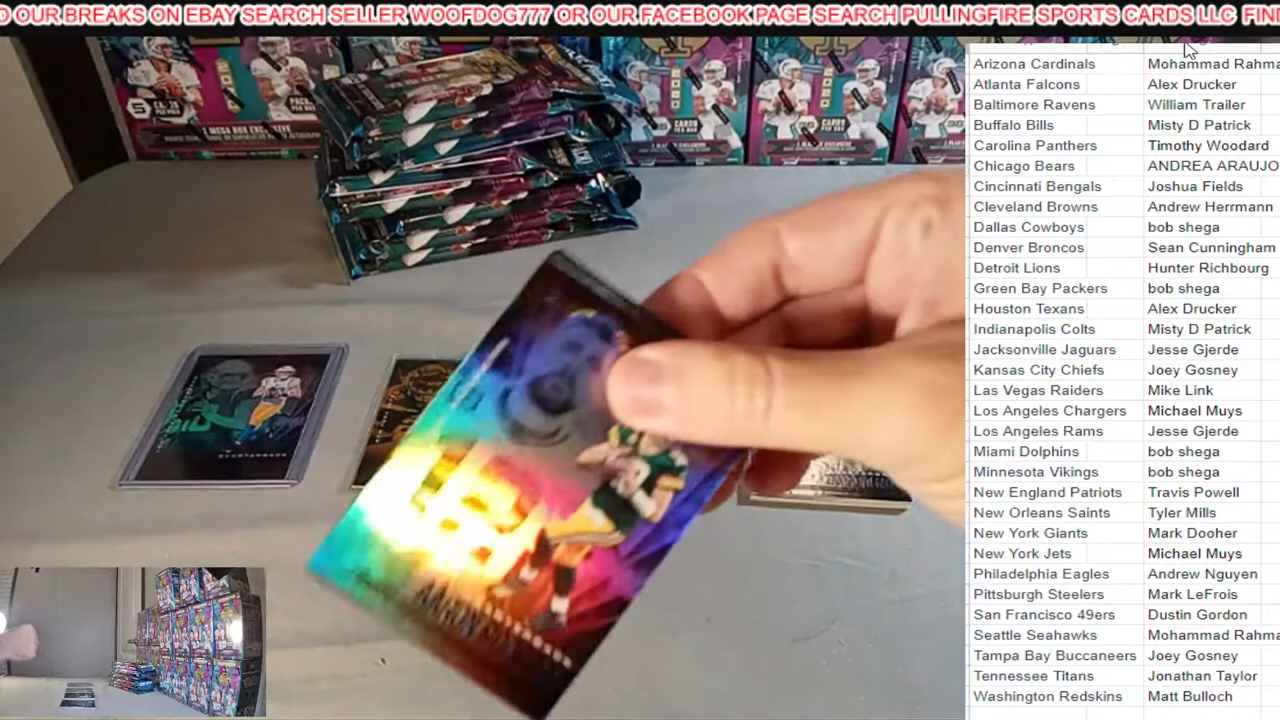 D OUR BREAKS ON EBAY SEARCH SELLER WOOFDOG777 OR OUR FACEBOOK PAGE SEARCH PULLINGFIRE SPORTS CARDS LLC FIN
Arizona Cardinals Mohammad Rahma
Atlanta Falcons Alex Drucker
Baltimore Ravens William Trailer
Buffalo Bills Misty D Patrick
Carolina Panthers Timothy Woodard
Chicago Bears ANDREA ARAUJO
Cincinnati Bengals Joshua Fields
Cleveland Browns Andrew Herrmann
Dallas Cowboys bob shega
Denver Broncos Sean Cunningham
Detroit Lions Hunter Richbourg
Green Bay Packers bob shega
Houston Texans Alex Drucker
Indianapolis Colts Misty D Patrick
Jacksonville Jaguars Jesse Gjerde
Kansas City Chiefs Joey Gosney
Las Vegas Raiders Mike Link
Los Angeles Chargers Michael Muys
Los Angeles Rams Jesse Gjerde
Miami Dolphins bob shega
Minnesota Vikings bob shega
New England Patriots Travis Powell
New Orleans Saints Tyler Mills
New York Giants Mark Dooher
New York Jets Michael Muys
Philadelphia Eagles Andrew Nguyen
Pittsburgh Steelers Mark LeFrois
San Francisco 49ers Dustin Gordon
Seattle Seahawks Mohammad Rahma
Tampa Bay Buccaneers Joey Gosney
Tennessee Titans Jonathan Taylor
Washington Redskins Matt Bulloch
AARON